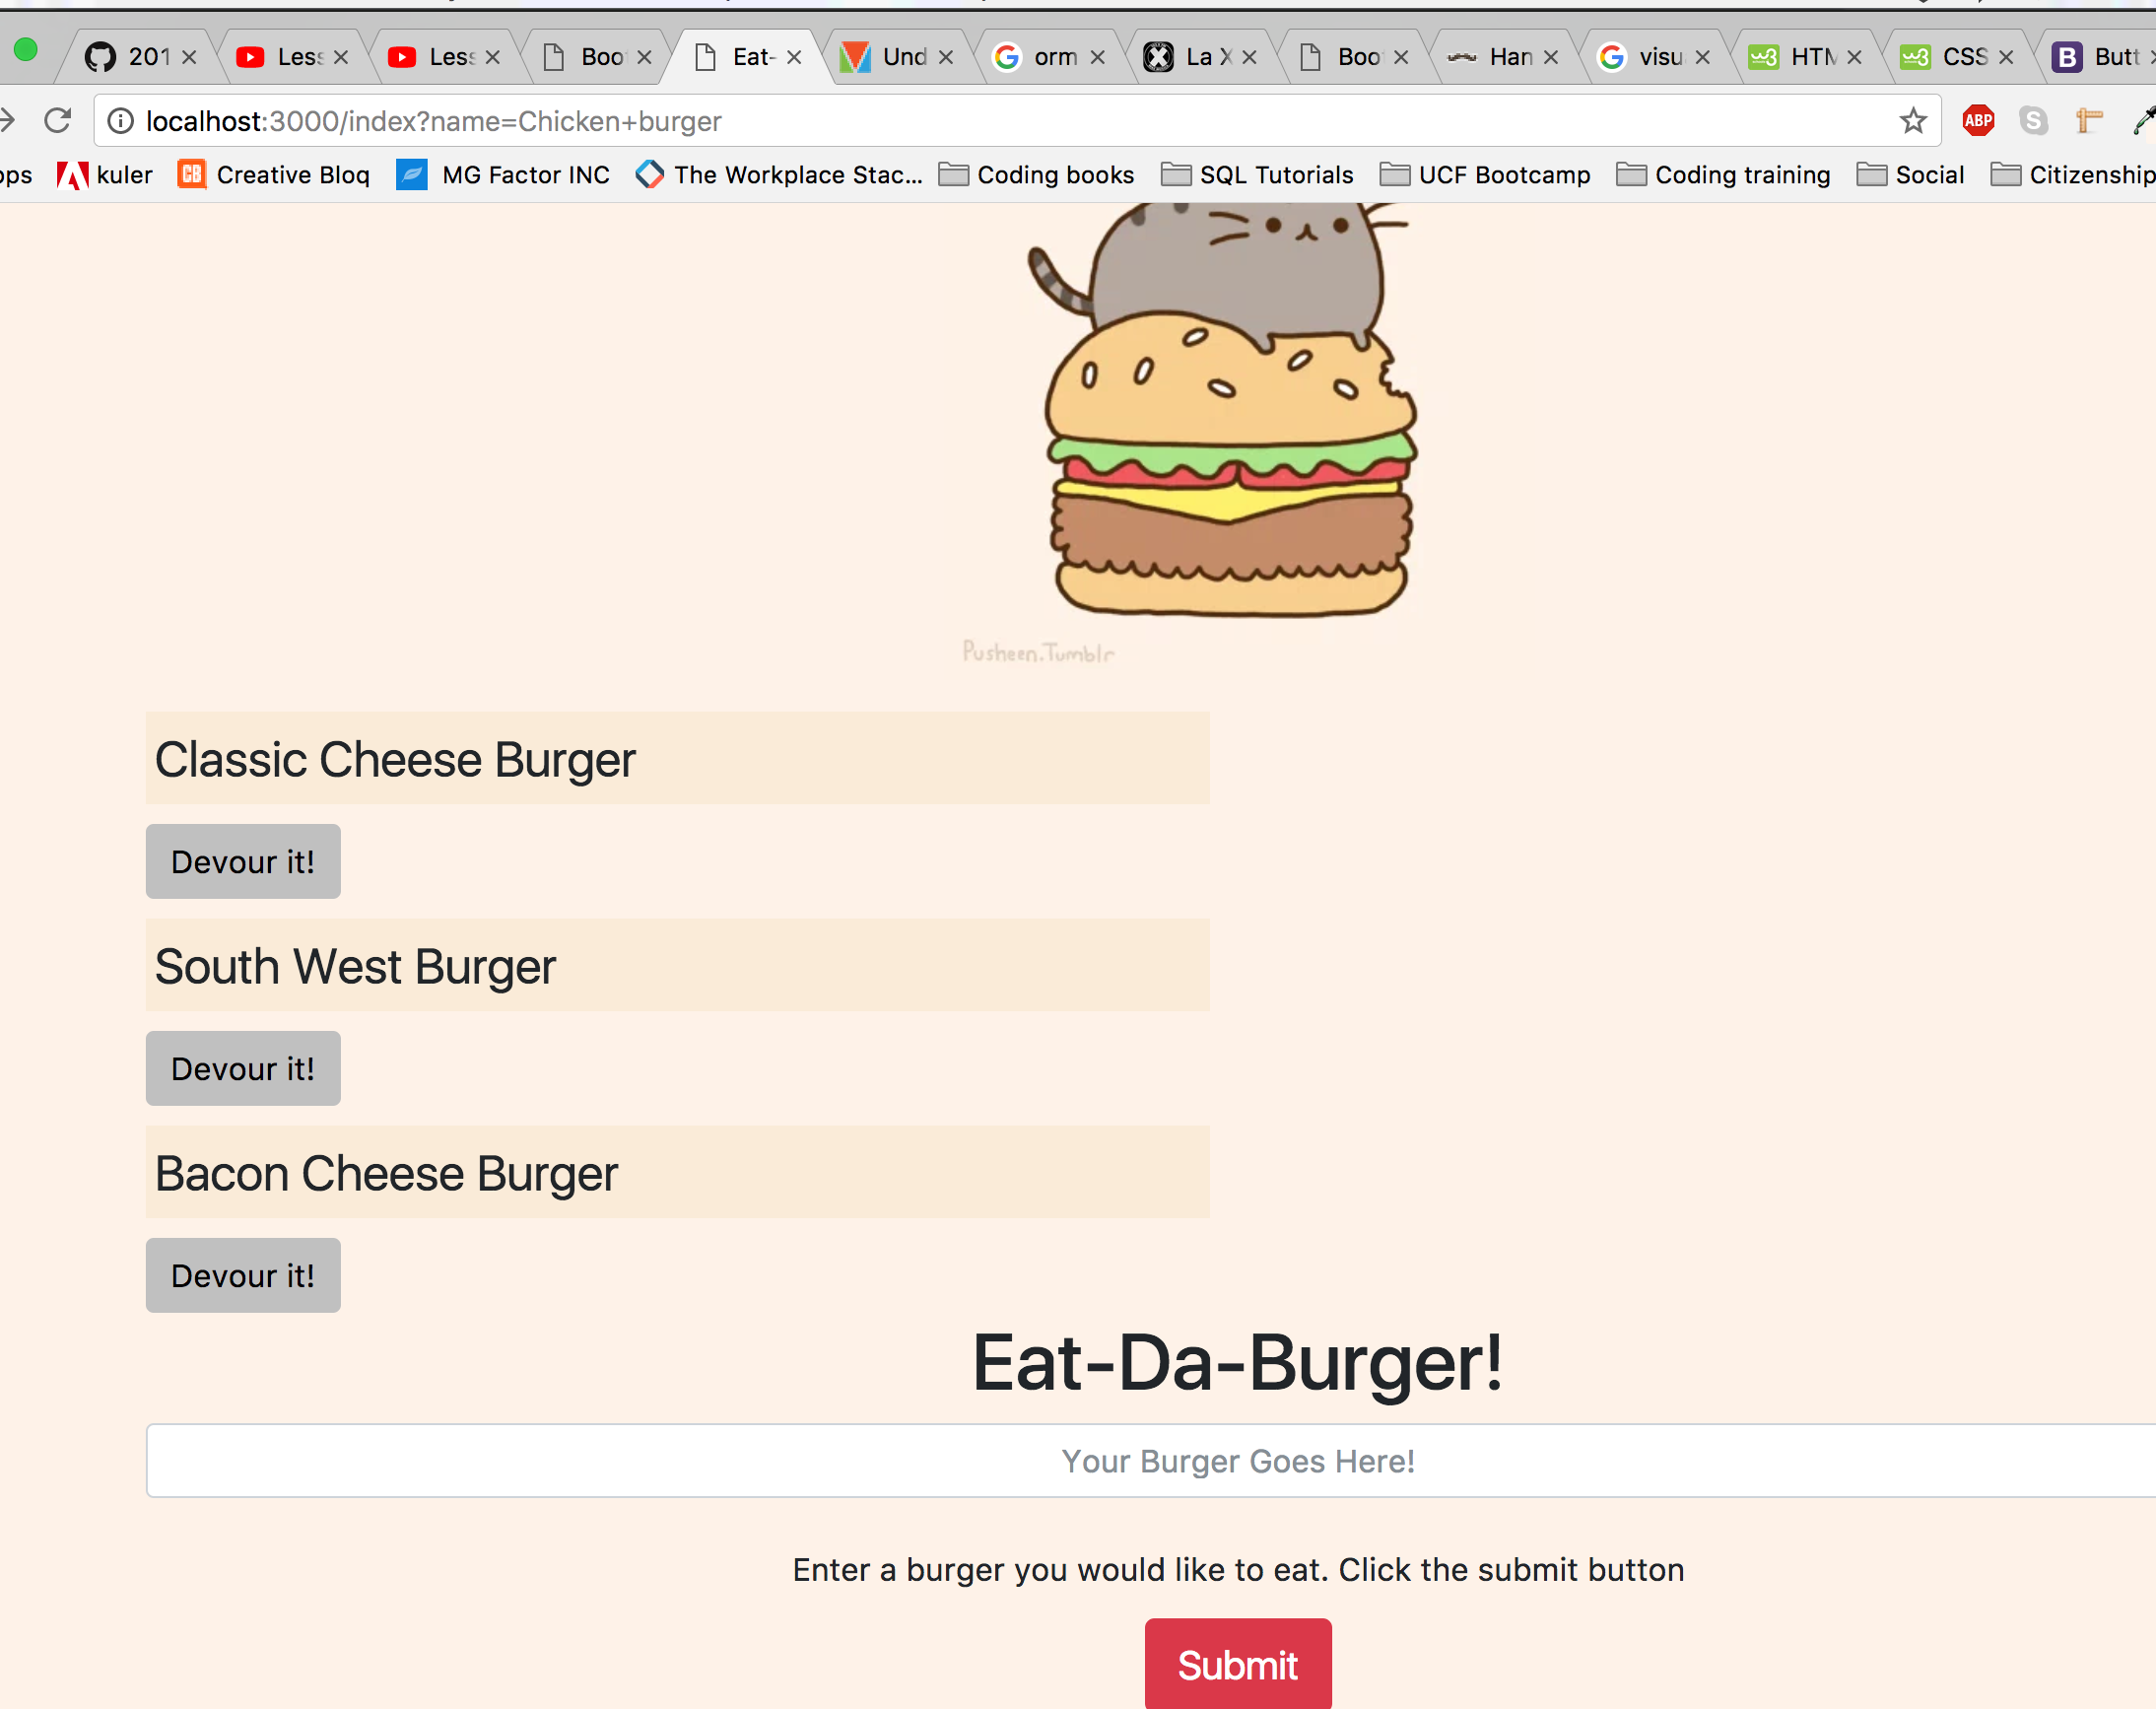 201 Less Less Boo Eat- Und orm La X Boo Han visu HTM CSS Butt
localhost:3000/index?name=Chicken+burger
ABP
kuler Creative Bloq MG Factor INC The Workplace Stac... Coding books SQL Tutorials UCF Bootcamp Coding training Social Citizenship
Pusheen.Tumblr
Classic Cheese Burger
Devour it!
South West Burger
Devour it!
Bacon Cheese Burger
Devour it!
Eat-Da-Burger!
Your Burger Goes Here!
Enter a burger you would like to eat. Click the submit button
Submit